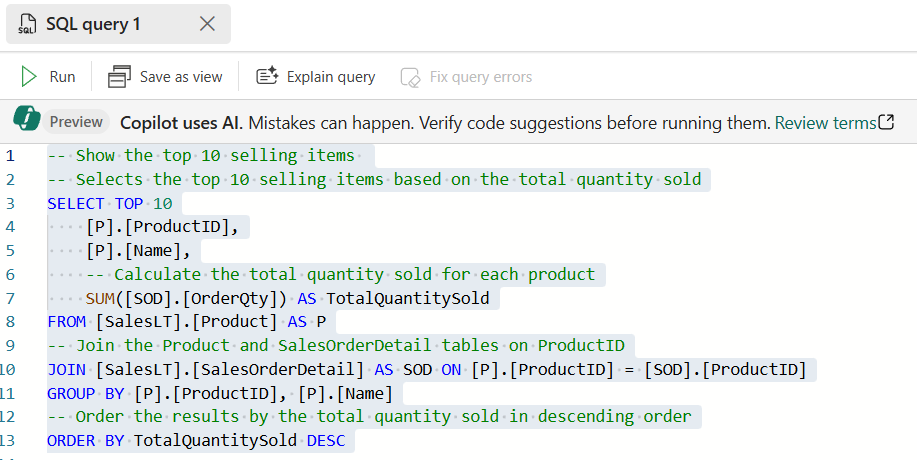 SQL query 1
Run Save as view Explain query Fix query errors
Preview Copilot uses AI. Mistakes can happen. Verify code suggestions before running them. Review terms
1 -- Show the top 10 selling items
2 -- Selects the top 10 selling items based on the total quantity sold
3 SELECT TOP 10
4     [P].[ProductID],
5     [P].[Name],
6     -- Calculate the total quantity sold for each product
7     SUM([SOD].[OrderQty]) AS TotalQuantitySold
8 FROM [SalesLT].[Product] AS P
9 -- Join the Product and SalesOrderDetail tables on ProductID
10 JOIN [SalesLT].[SalesOrderDetail] AS SOD ON [P].[ProductID] = [SOD].[ProductID]
11 GROUP BY [P].[ProductID], [P].[Name]
12 -- Order the results by the total quantity sold in descending order
13 ORDER BY TotalQuantitySold DESC